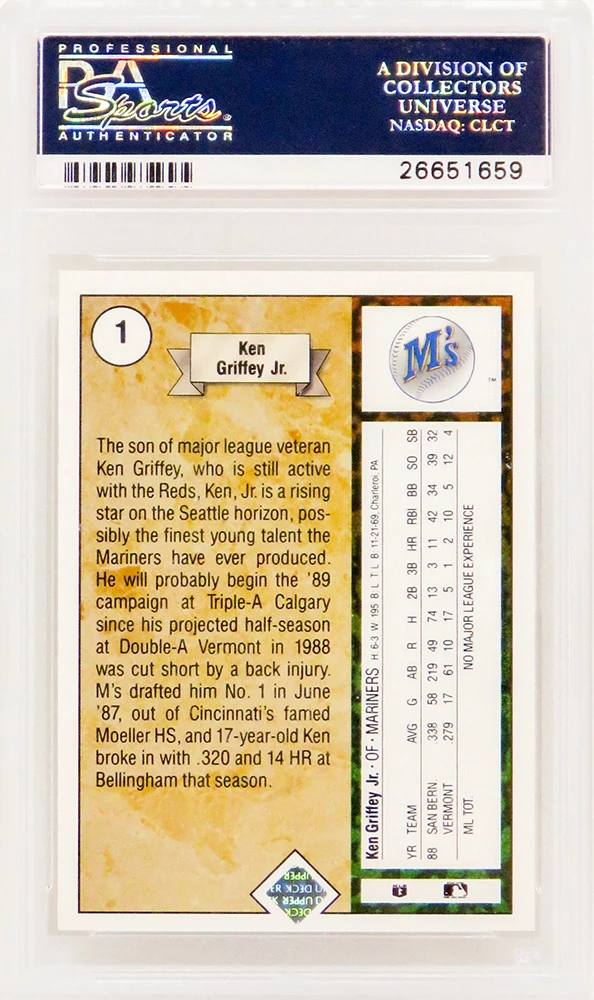 PROFESSIONAL
PSA
Sports
AUTHENTICATOR
A DIVISION OF
COLLECTORS
UNIVERSE
NASDAQ: CLCT
26651659
1
Ken
Griffey Jr.
The son of major league veteran
Ken Griffey, who is still active
with the Reds, Ken, Jr. is a rising
star on the Seattle horizon, pos-
sibly the finest young talent the
Mariners have ever produced.
He will probably begin the '89
campaign at Triple-A Calgary
since his projected half-season
at Double-A Vermont in 1988
was cut short by a back injury.
M's drafted him No. 1 in June
'87, out of Cincinnati's famed
Moeller HS, and 17-year-old Ken
broke in with .320 and 14 HR at
Bellingham that season.
M's
TM
Ken Griffey Jr. • OF • MARINERS H 6-3 W 195 B L T L B 11-21-69, Charleroi, PA
YR TEAM AVG G AB R H 2B 3B HR RBI BB SO SB
88 SAN BERN. .338 58 219 49 74 13 3 11 42 34 39 32
VERMONT .279 17 61 10 17 5 1 2 10 5 12 4
ML TOT. NO MAJOR LEAGUE EXPERIENCE
UPPER
DECK
UPPER
DECK